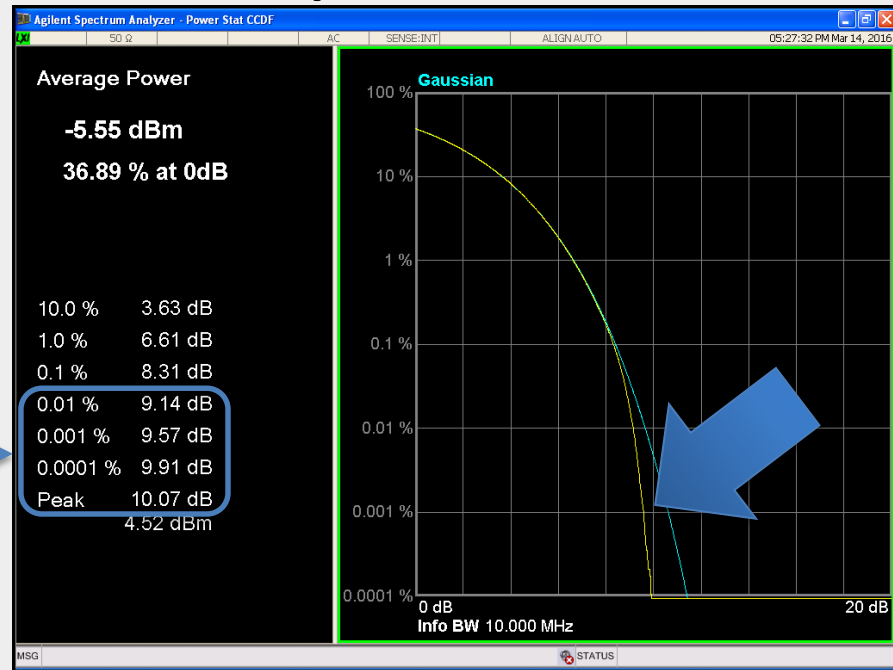 Agilent Spectrum Analyzer - Power Stat CCDF
LXI 50 Ω AC SENSE:INT ALIGN AUTO 05:27:32 PM Mar 14, 2016
Average Power
-5.55 dBm
36.89 % at 0dB
10.0 % 3.63 dB
1.0 % 6.61 dB
0.1 % 8.31 dB
0.01 % 9.14 dB
0.001 % 9.57 dB
0.0001 % 9.91 dB
Peak 10.07 dB
4.52 dBm
Gaussian
100 %
10 %
1 %
0.1 %
0.01 %
0.001 %
0.0001 %
0 dB 20 dB
Info BW 10.000 MHz
MSG STATUS